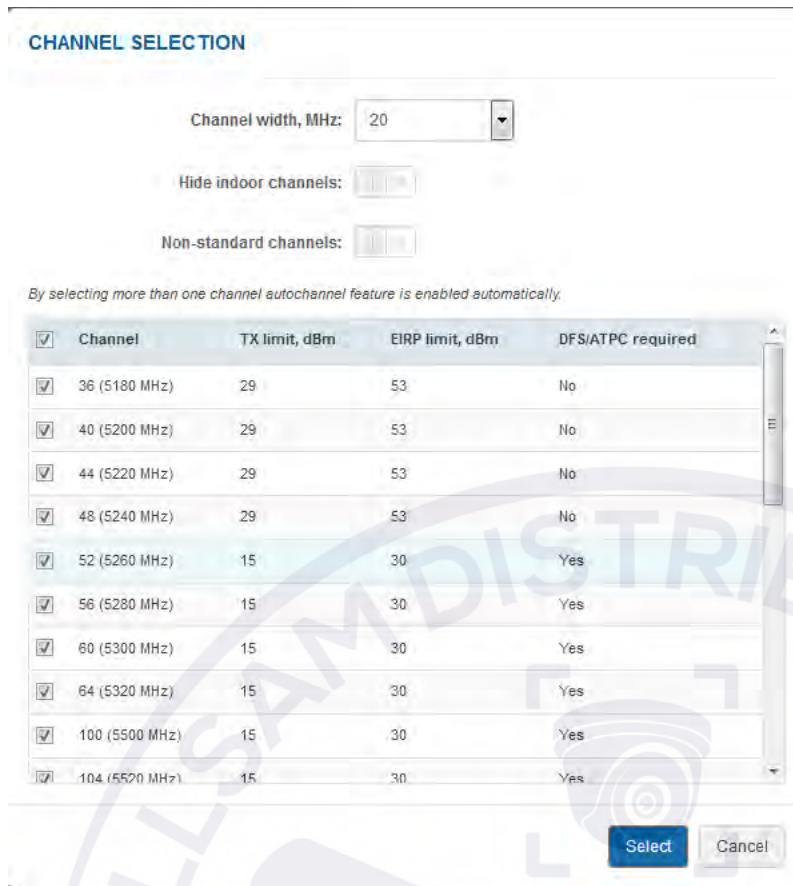 CHANNEL SELECTION
Channel width, MHz: 20
Hide indoor channels:
Non-standard channels:
By selecting more than one channel autochannel feature is enabled automatically.
Channel TX limit, dBm EIRP limit, dBm DFS/ATPC required
36 (5180 MHz) 29 53 No
40 (5200 MHz) 29 53 No
44 (5220 MHz) 29 53 No
48 (5240 MHz) 29 53 No
52 (5260 MHz) 15 30 Yes
56 (5280 MHz) 15 30 Yes
60 (5300 MHz) 15 30 Yes
64 (5320 MHz) 15 30 Yes
100 (5500 MHz) 15 30 Yes
104 (5520 MHz) 15 30 Yes
Select Cancel